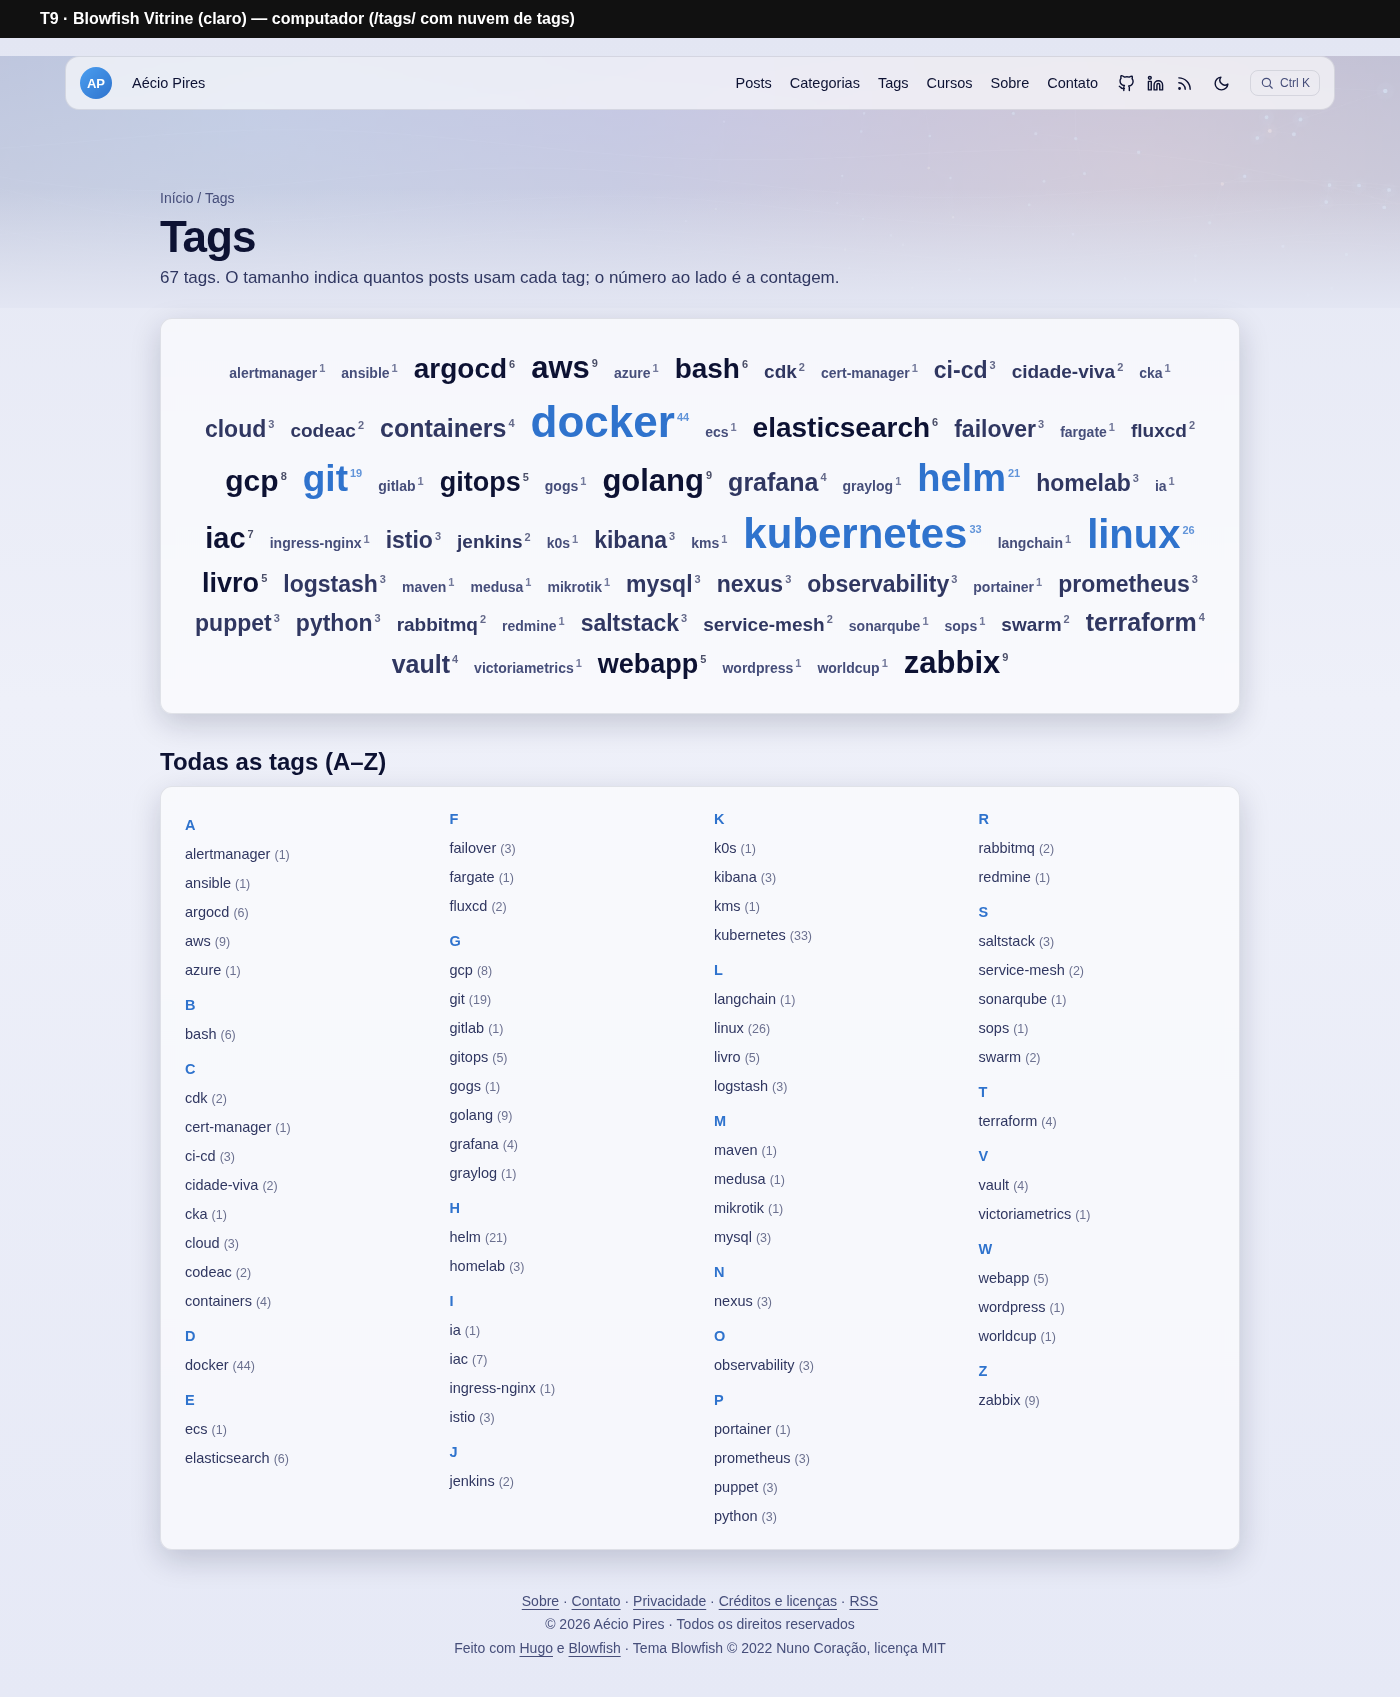 T9 · Blowfish Vitrine (claro) — computador (/tags/ com nuvem de tags)
AP Aécio Pires Posts Categorias Tags Cursos Sobre Contato Ctrl K
Início / Tags
Tags
67 tags. O tamanho indica quantos posts usam cada tag; o número ao lado é a contagem.
alertmanager 1 ansible 1 argocd 6 aws 9 azure 1 bash 6 cdk 2 cert-manager 1 ci-cd 3 cidade-viva 2 cka 1
cloud 3 codeac 2 containers 4 docker 44 ecs 1 elasticsearch 6 failover 3 fargate 1 fluxcd 2
gcp 8 git 19 gitlab 1 gitops 5 gogs 1 golang 9 grafana 4 graylog 1 helm 21 homelab 3 ia 1
iac 7 ingress-nginx 1 istio 3 jenkins 2 k0s 1 kibana 3 kms 1 kubernetes 33 langchain 1 linux 26
livro 5 logstash 3 maven 1 medusa 1 mikrotik 1 mysql 3 nexus 3 observability 3 portainer 1 prometheus 3
puppet 3 python 3 rabbitmq 2 redmine 1 saltstack 3 service-mesh 2 sonarqube 1 sops 1 swarm 2 terraform 4
vault 4 victoriametrics 1 webapp 5 wordpress 1 worldcup 1 zabbix 9
Todas as tags (A–Z)
A
alertmanager (1)
ansible (1)
argocd (6)
aws (9)
azure (1)
B
bash (6)
C
cdk (2)
cert-manager (1)
ci-cd (3)
cidade-viva (2)
cka (1)
cloud (3)
codeac (2)
containers (4)
D
docker (44)
E
ecs (1)
elasticsearch (6)
F
failover (3)
fargate (1)
fluxcd (2)
G
gcp (8)
git (19)
gitlab (1)
gitops (5)
gogs (1)
golang (9)
grafana (4)
graylog (1)
H
helm (21)
homelab (3)
I
ia (1)
iac (7)
ingress-nginx (1)
istio (3)
J
jenkins (2)
K
k0s (1)
kibana (3)
kms (1)
kubernetes (33)
L
langchain (1)
linux (26)
livro (5)
logstash (3)
M
maven (1)
medusa (1)
mikrotik (1)
mysql (3)
N
nexus (3)
O
observability (3)
P
portainer (1)
prometheus (3)
puppet (3)
python (3)
R
rabbitmq (2)
redmine (1)
S
saltstack (3)
service-mesh (2)
sonarqube (1)
sops (1)
swarm (2)
T
terraform (4)
V
vault (4)
victoriametrics (1)
W
webapp (5)
wordpress (1)
worldcup (1)
Z
zabbix (9)
Sobre · Contato · Privacidade · Créditos e licenças · RSS
© 2026 Aécio Pires · Todos os direitos reservados
Feito com Hugo e Blowfish · Tema Blowfish © 2022 Nuno Coração, licença MIT